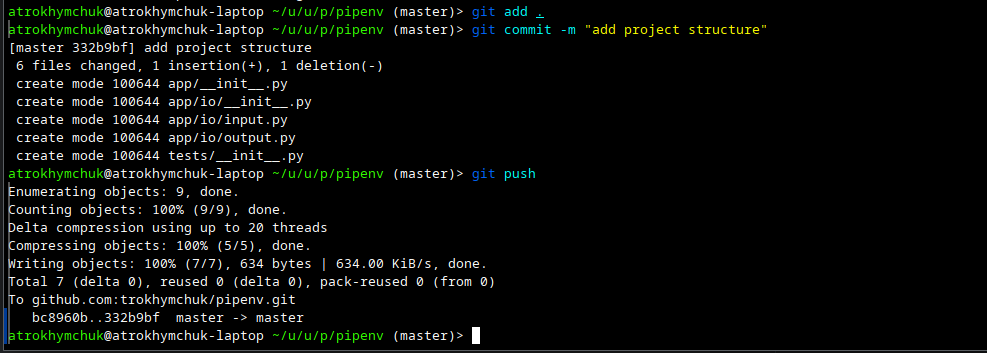 atrokhymchuk@atrokhymchuk-laptop ~/u/u/p/pipenv (master)> git add .
atrokhymchuk@atrokhymchuk-laptop ~/u/u/p/pipenv (master)> git commit -m "add project structure"
[master 332b9bf] add project structure
 6 files changed, 1 insertion(+), 1 deletion(-)
 create mode 100644 app/__init__.py
 create mode 100644 app/io/__init__.py
 create mode 100644 app/io/input.py
 create mode 100644 app/io/output.py
 create mode 100644 tests/__init__.py
atrokhymchuk@atrokhymchuk-laptop ~/u/u/p/pipenv (master)> git push
Enumerating objects: 9, done.
Counting objects: 100% (9/9), done.
Delta compression using up to 20 threads
Compressing objects: 100% (5/5), done.
Writing objects: 100% (7/7), 634 bytes | 634.00 KiB/s, done.
Total 7 (delta 0), reused 0 (delta 0), pack-reused 0 (from 0)
To github.com:trokhymchuk/pipenv.git
   bc8960b..332b9bf  master -> master
atrokhymchuk@atrokhymchuk-laptop ~/u/u/p/pipenv (master)>